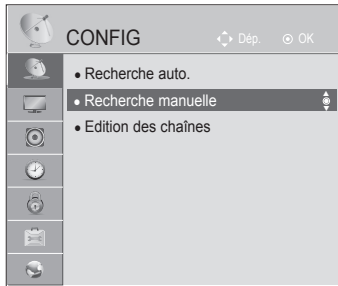 CONFIG Dép. OK
• Recherche auto.
• Recherche manuelle
• Edition des chaînes